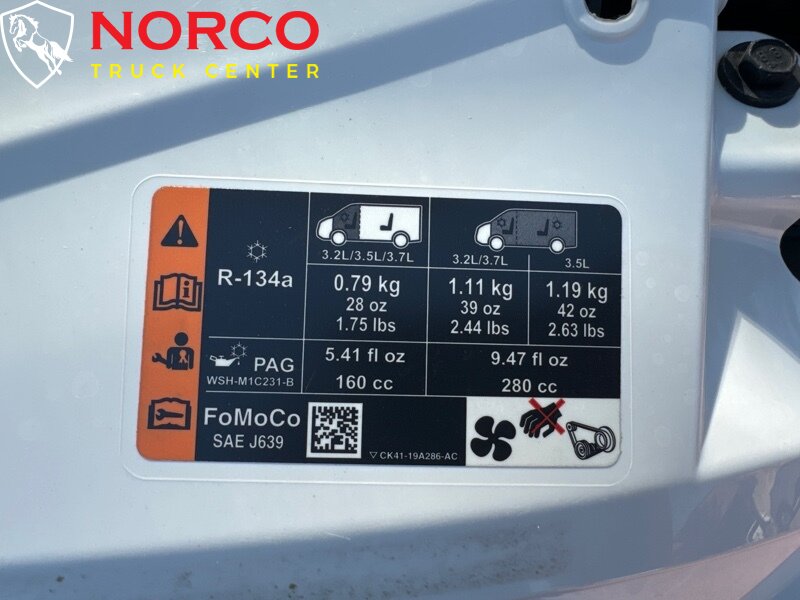 NORCO
TRUCK CENTER
3.2L/3.5L/3.7L
3.2L/3.7L
3.5L
R-134a
0.79 kg
28 oz
1.75 lbs
1.11 kg
39 oz
2.44 lbs
1.19 kg
42 oz
2.63 lbs
PAG
WSH-M1C231-B
5.41 fl oz
160 cc
9.47 fl oz
280 cc
FoMoCo
SAE J639
CK41-19A286-AC